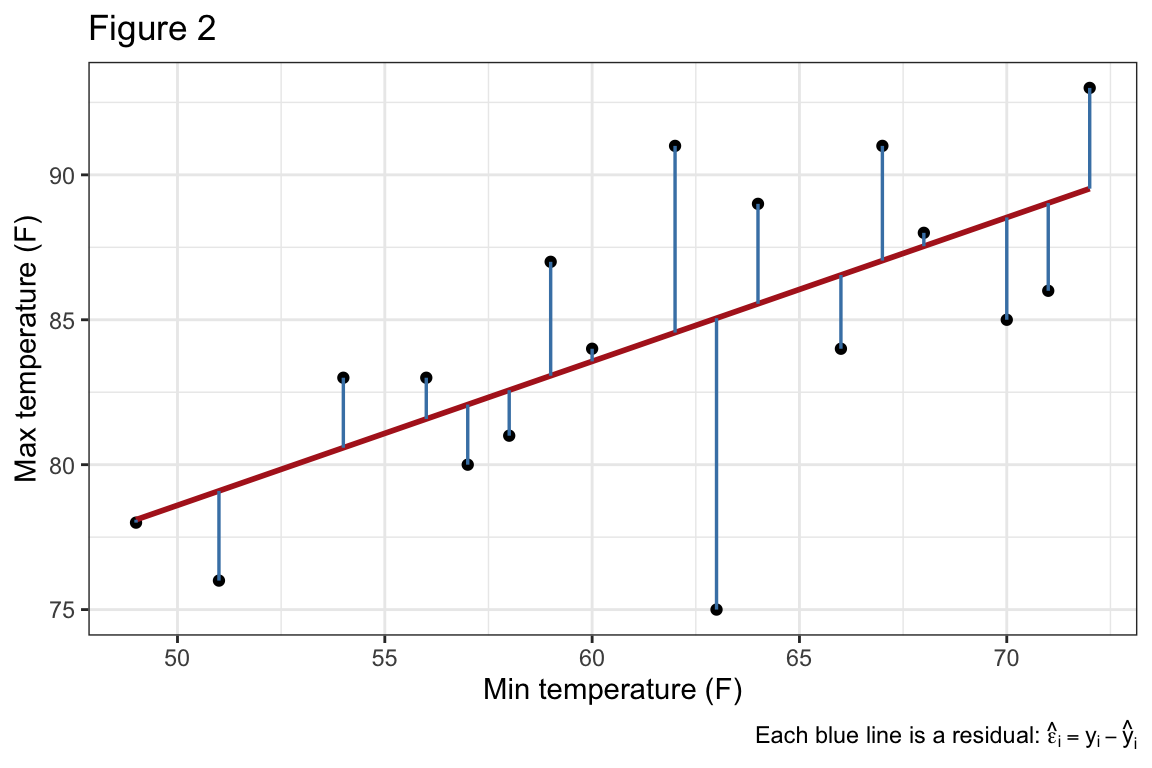 Figure 2
Max temperature (F)
90
85
80
75
50 55 60 65 70
Min temperature (F)
Each blue line is a residual: ε̂ᵢ = yᵢ − ŷᵢ